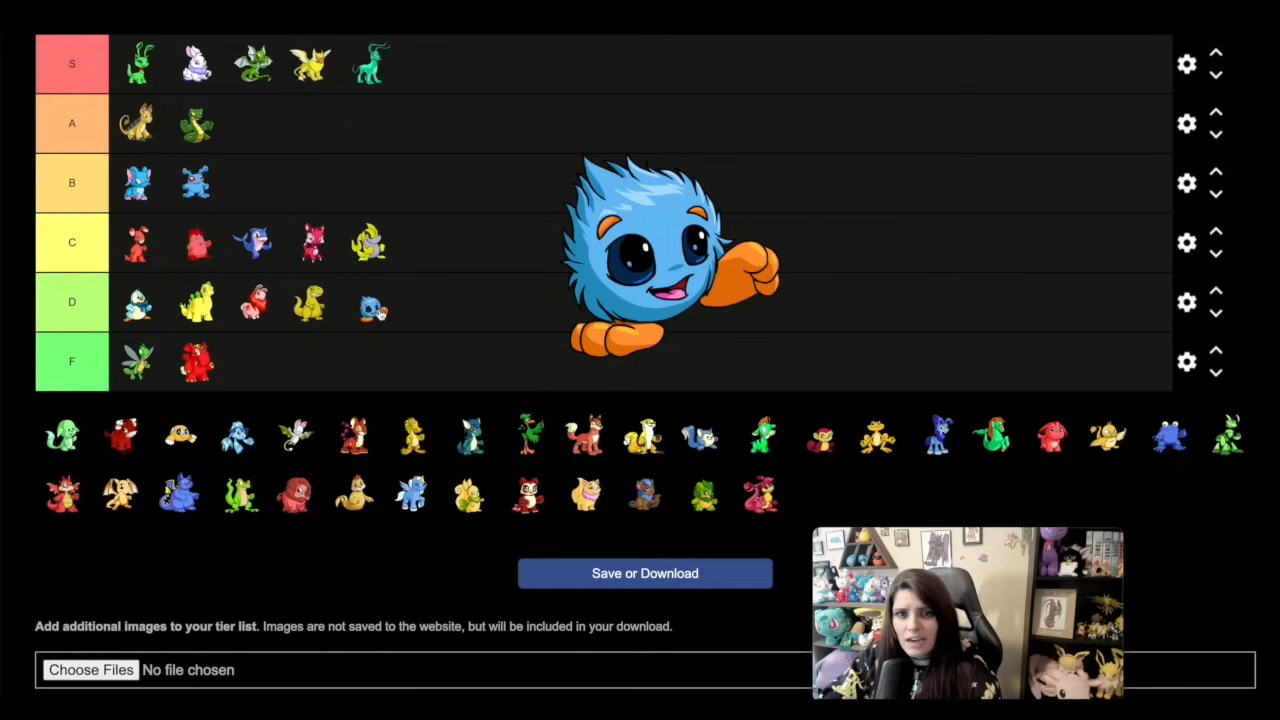 S
A
B
C
D
F
Save or Download
Add additional images to your tier list. Images are not saved to the website, but will be included in your download.
Choose Files No file chosen